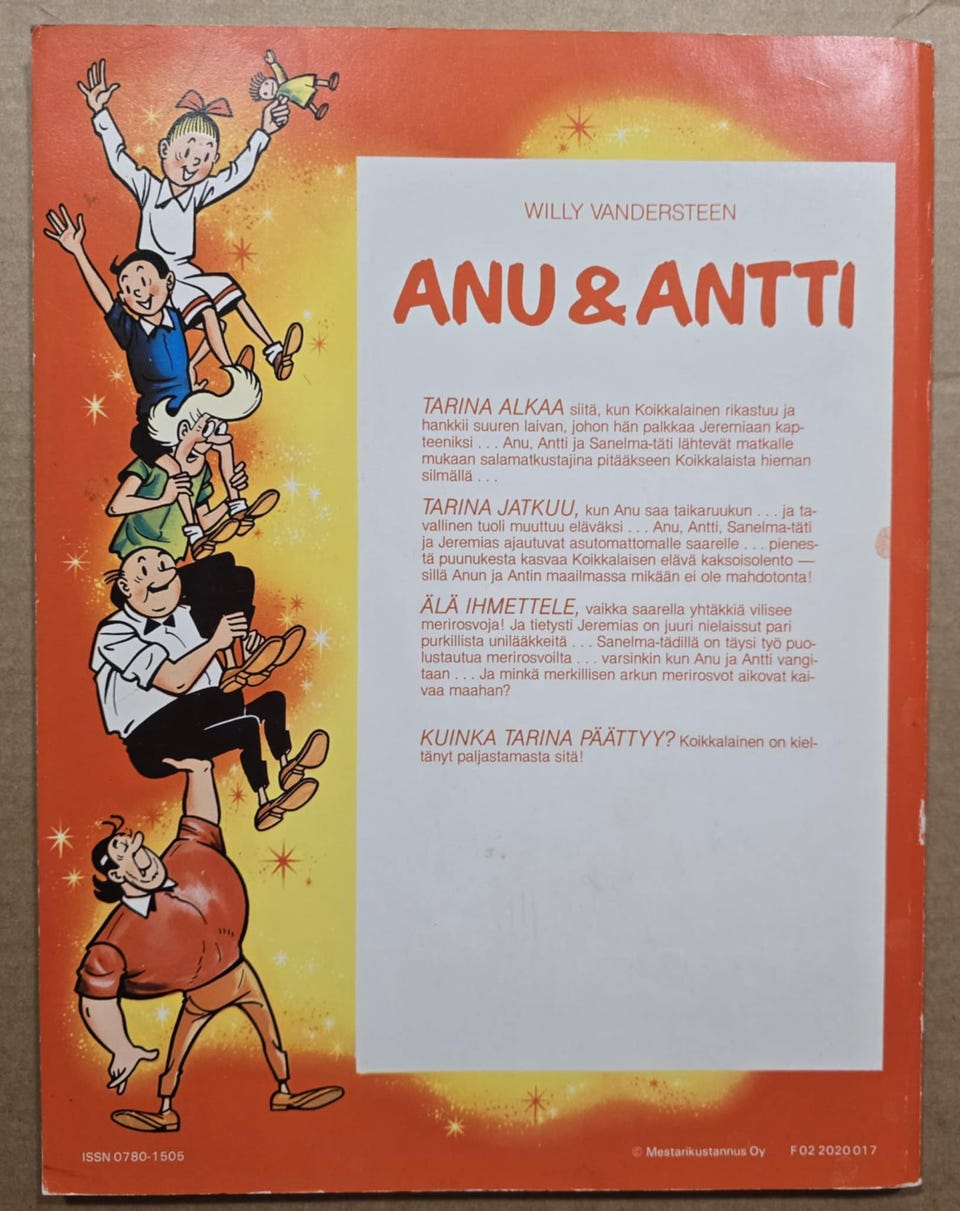 WILLY VANDERSTEEN
ANU & ANTTI
TARINA ALKAA siitä, kun Koikkalainen rikastuu ja
hankkii suuren laivan, johon hän palkkaa Jeremiaan kap-
teeniksi . . . Anu, Antti ja Sanelma-täti lähtevät matkalle
mukaan salamatkustajina pitääkseen Koikkalaista hieman
silmällä . . .
TARINA JATKUU, kun Anu saa taikaruukun . . . ja ta-
vallinen tuoli muuttuu eläväksi . . . Anu, Antti, Sanelma-täti
ja Jeremias ajautuvat asutomattomalle saarelle . . . pienes-
tä puunukesta kasvaa Koikkalaisen elävä kaksoisolento —
sillä Anun ja Antin maailmassa mikään ei ole mahdotonta!
ÄLÄ IHMETTELE, vaikka saarella yhtäkkiä vilisee
merirosvoja! Ja tietysti Jeremias on juuri nielaissut pari
purkillista unilääkkeitä . . . Sanelma-tädillä on täysi työ puo-
lustautua merirosvoilta . . . varsinkin kun Anu ja Antti vangi-
taan . . . Ja minkä merkillisen arkun merirosvot aikovat kai-
vaa maahan?
KUINKA TARINA PÄÄTTYY? Koikkalainen on kiel-
tänyt paljastamasta sitä!
ISSN 0780-1505
© Mestarikustannus Oy F 02 2020 017